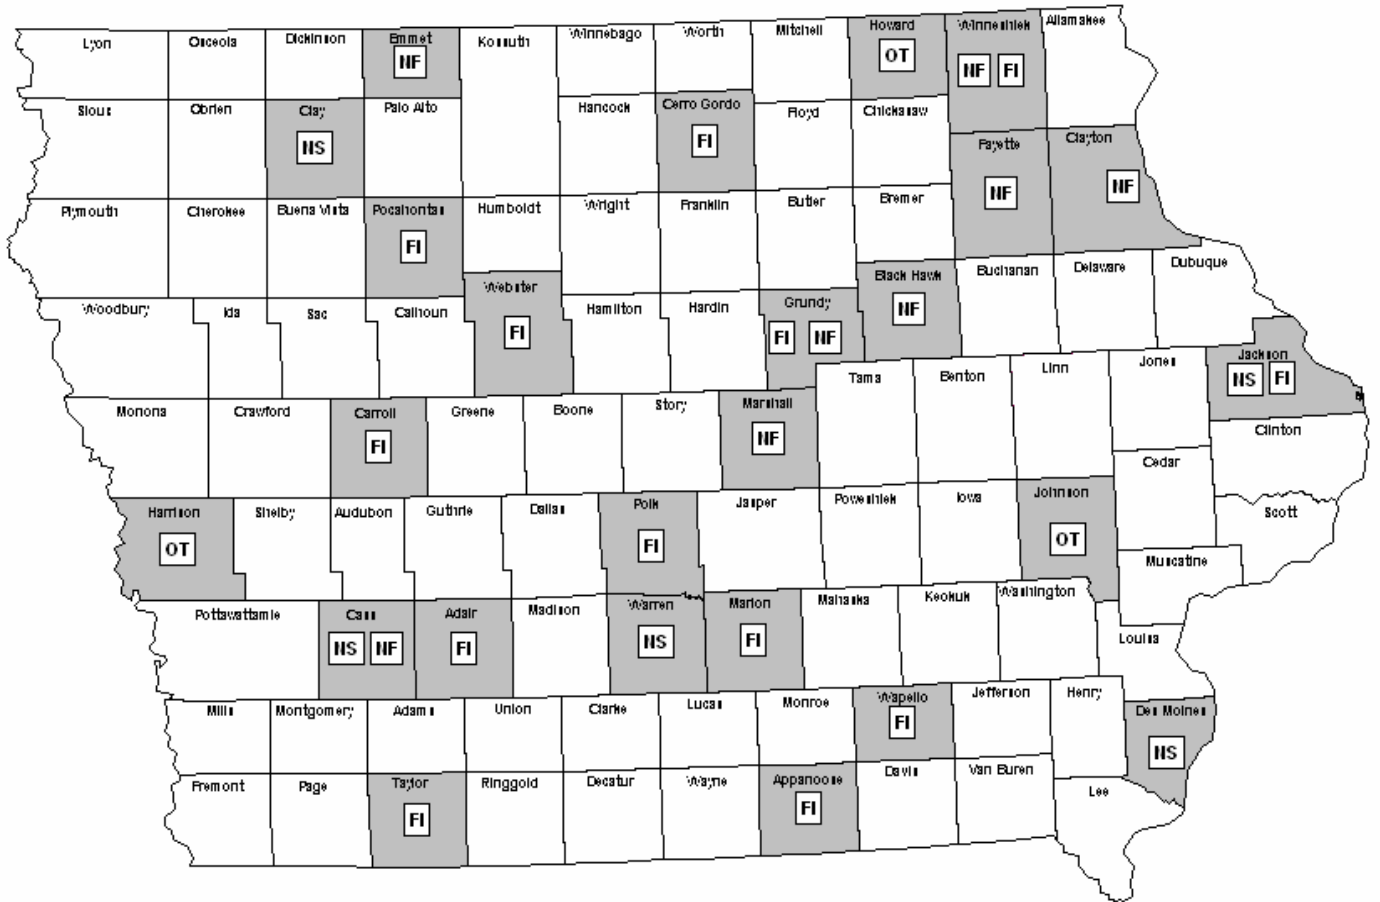 Lyon Osceola Dickinson Emmet Kossuth Winnebago Worth Mitchell Howard Winneshiek Allamakee
NF OT NF FI
Sioux Obrien Clay Palo Alto Hancock Cerro Gordo Floyd Chickasaw Fayette Clayton
NS FI NF NF
Plymouth Cherokee Buena Vista Pocahontas Humboldt Wright Franklin Butler Bremer
FI
Woodbury Ida Sac Calhoun Webster Hamilton Hardin Grundy Black Hawk Buchanan Delaware Dubuque
FI FI NF NF
Monona Crawford Carroll Greene Boone Story Marshall Tama Benton Linn Jones Jackson
FI NF NS FI
Clinton
Cedar
Harrison Shelby Audubon Guthrie Dallas Polk Jasper Poweshiek Iowa Johnson Scott
OT FI OT
Muscatine
Pottawattamie Cass Adair Madison Warren Marion Mahaska Keokuk Washington Louisa
NS NF FI NS FI
Mills Montgomery Adams Union Clarke Lucas Monroe Wapello Jefferson Henry Des Moines
FI NS
Fremont Page Taylor Ringgold Decatur Wayne Appanoose Davis Van Buren Lee
FI FI